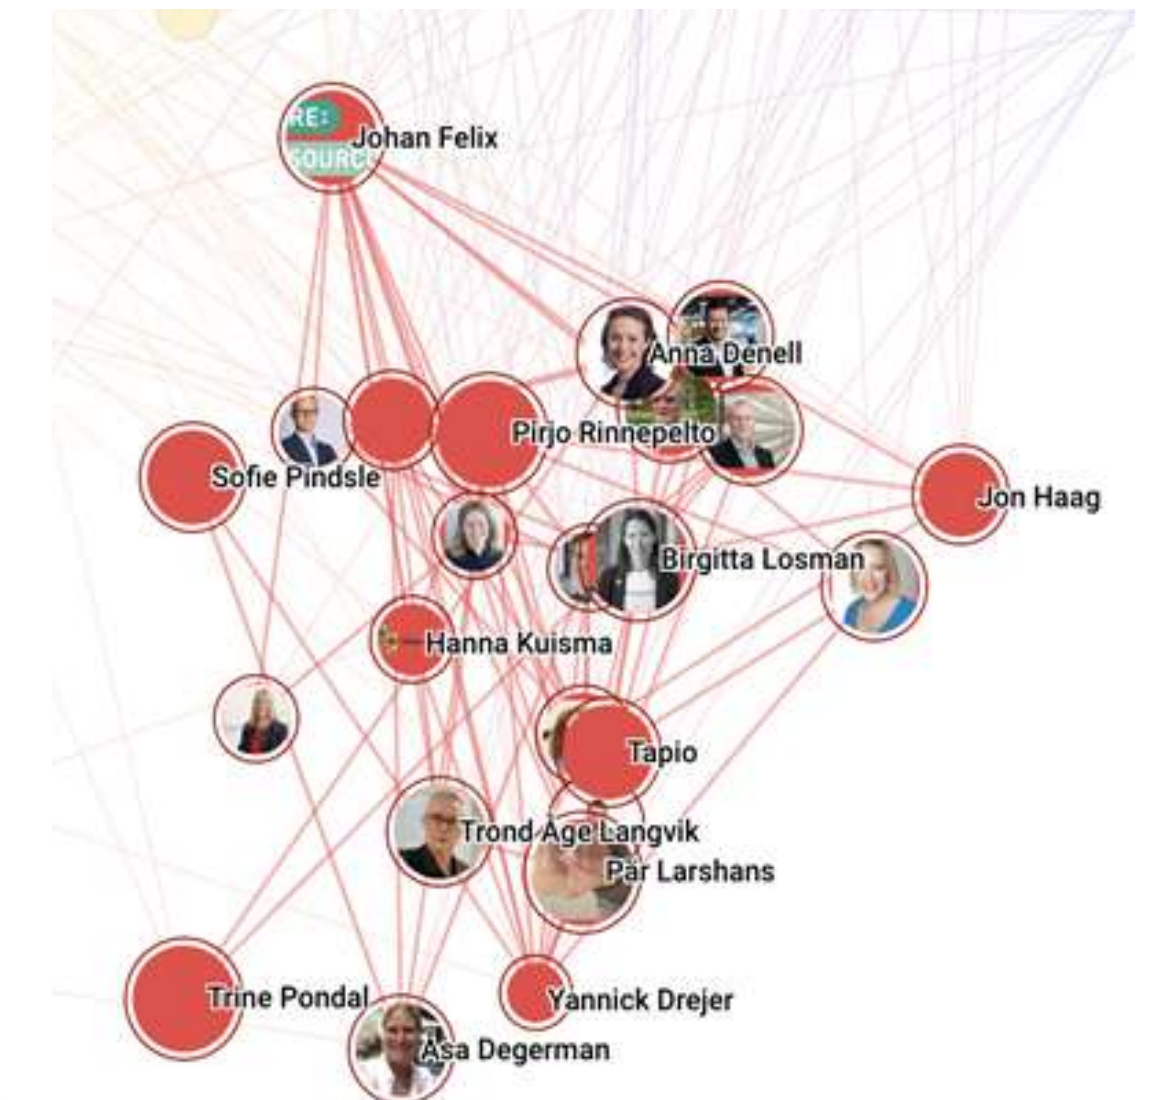 RE:
SOURC
Johan Felix
Anna Denell
Pirjo Rinnepelto
Sofie Pindsle
Jon Haag
Birgitta Losman
Hanna Kuisma
Tapio
Trond Åge Langvik
Pär Larshans
Trine Pondal
Yannick Drejer
Åsa Degerman